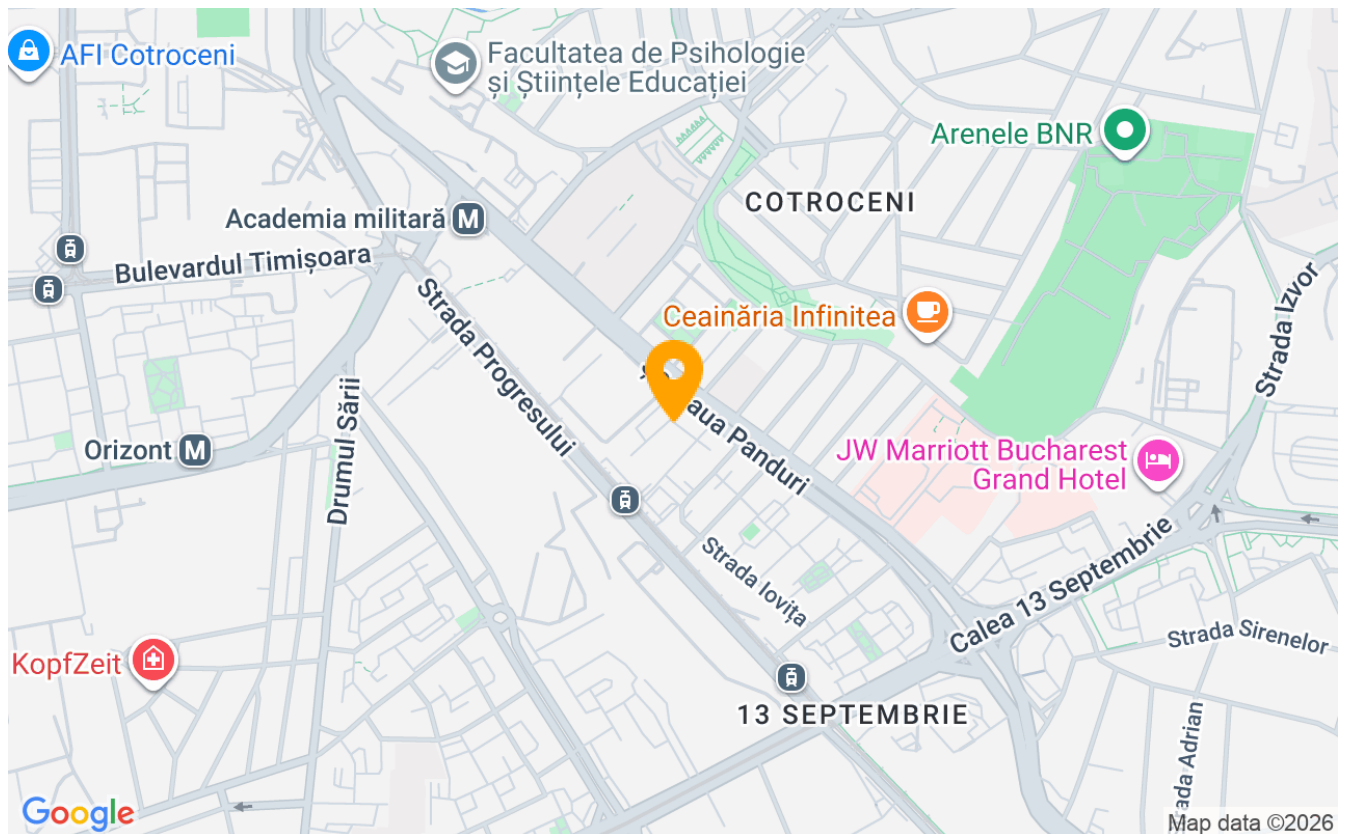 AFI Cotroceni
Facultatea de Psihologie
și Științele Educației
Arenele BNR
COTROCENI
Academia militară
M
Bulevardul Timișoara
Strada Izvor
Strada Progresului
Ceainăria Infinitea
Panduri
Drumul Sării
Orizont
M
JW Marriott Bucharest
Grand Hotel
Strada Iovița
Calea 13 Septembrie
Strada Sirenelor
KopfZeit
13 SEPTEMBRIE
Adrian
Google
Map data ©2026